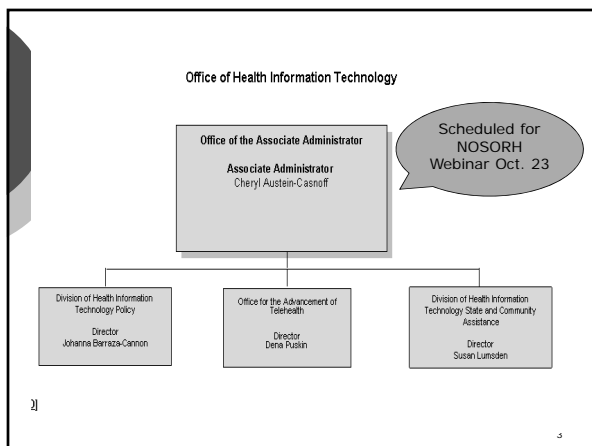 Office of Health Information Technology
Office of the Associate Administrator
Associate Administrator
Cheryl Austein-Casnoff
Scheduled for
NOSORH
Webinar Oct. 23
Division of Health Information
Technology Policy
Director
Johanna Barraza-Cannon
Office for the Advancement of
Telehealth
Director
Dena Puskin
Division of Health Information
Technology State and Community
Assistance
Director
Susan Lumsden